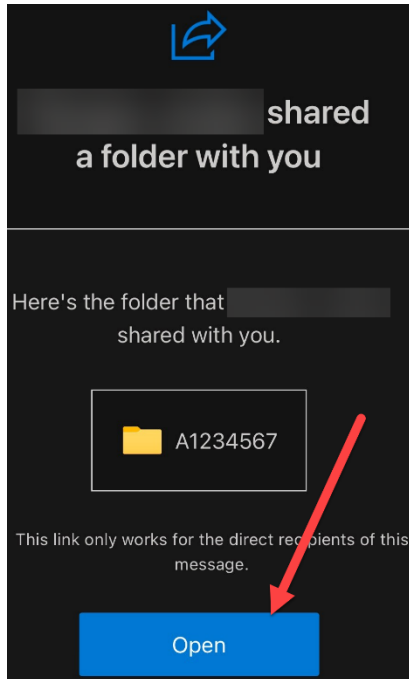 shared
a folder with you
Here's the folder that
shared with you.
A1234567
This link only works for the direct recipients of this
message.
Open